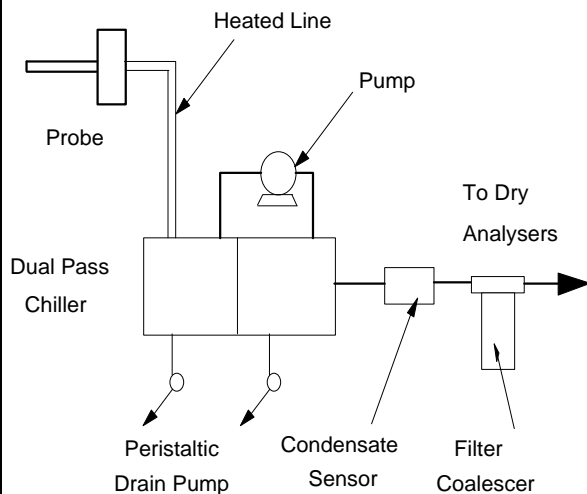 Heated Line
Pump
Probe
To Dry
Analysers
Dual Pass
Chiller
Peristaltic
Drain Pump
Condensate
Sensor
Filter
Coalescer